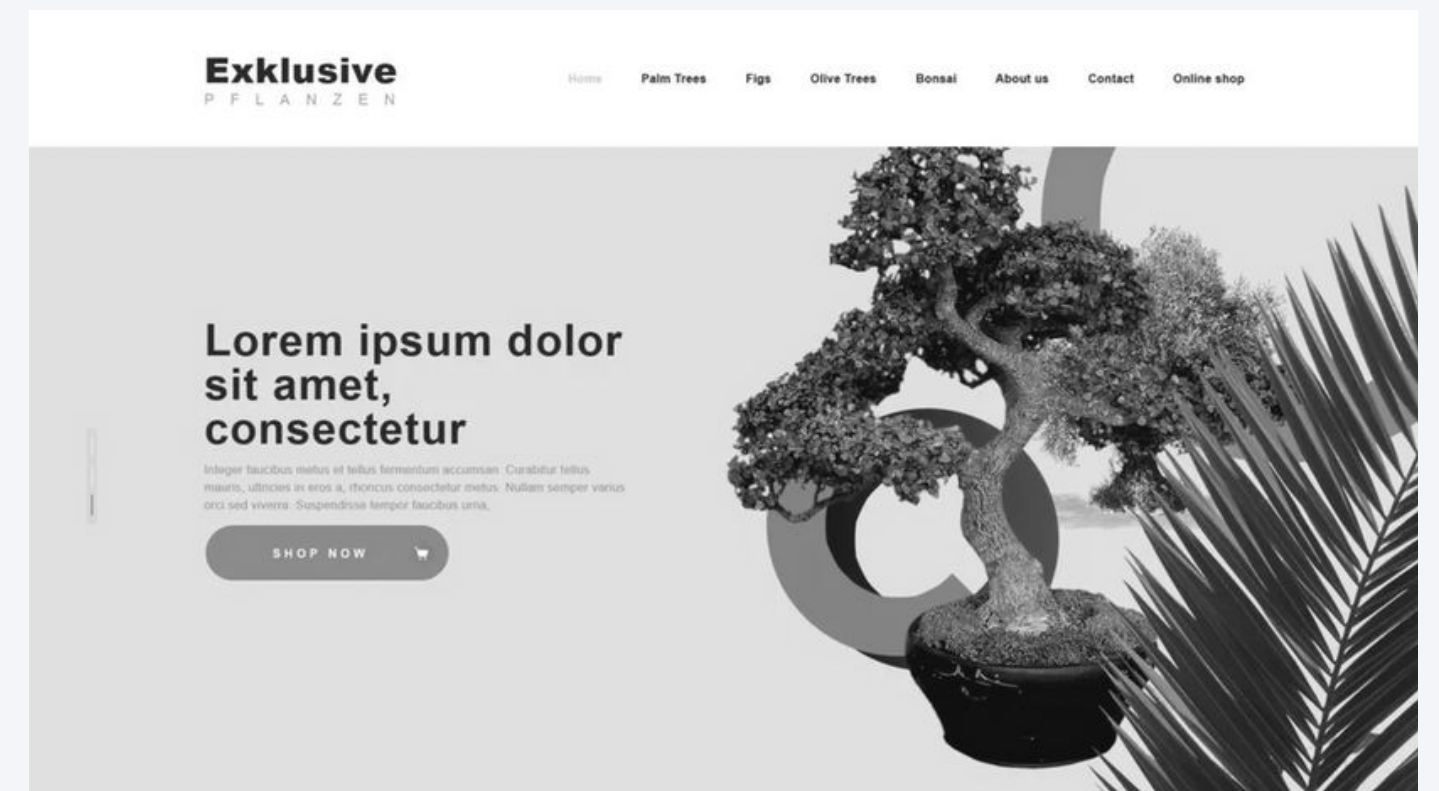 Exklusive
PFLANZEN
Home Palm Trees Figs Olive Trees Bonsai About us Contact Online shop
Lorem ipsum dolor
sit amet,
consectetur
Integer faucibus metus et tellus fermentum accumsan. Curabitur tellus
mauris, ultricies in eros a, rhoncus consectetur metus. Nullam semper varius
orci sed viverra. Suspendisse tempor faucibus urna,
SHOP NOW